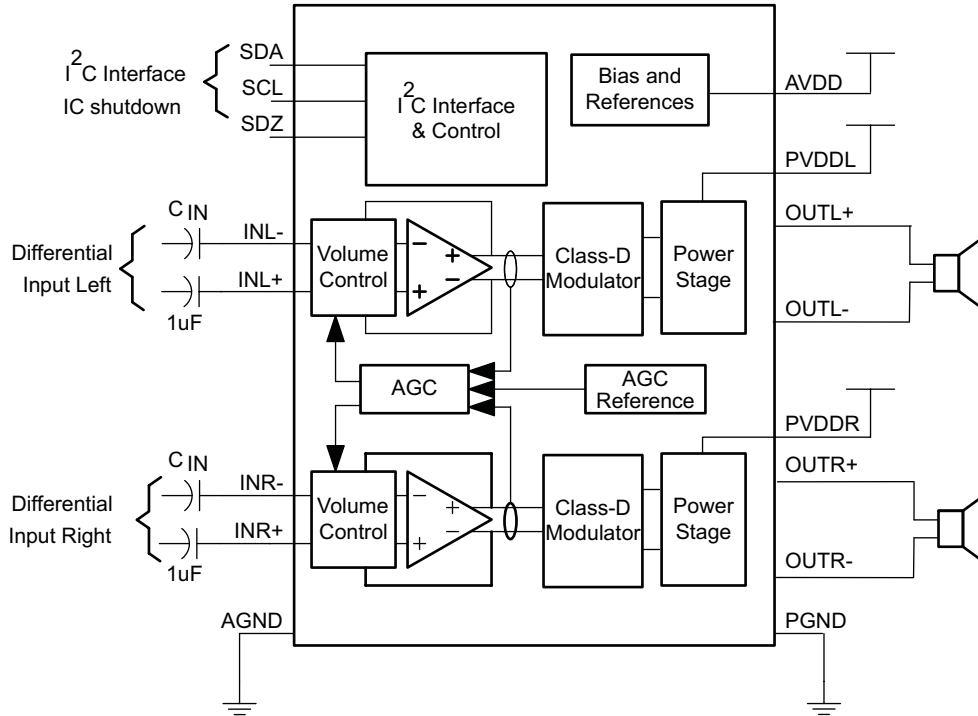 I2C Interface
IC shutdown
SDA
SCL
SDZ
I2C Interface
& Control
Bias and
References
AVDD
PVDDL
Differential
Input Left
CIN
1uF
INL-
INL+
Volume
Control
−
+
+
−
Class-D
Modulator
Power
Stage
OUTL+
OUTL-
AGC
AGC
Reference
PVDDR
Differential
Input Right
CIN
1uF
INR-
INR+
Volume
Control
−
+
+
−
Class-D
Modulator
Power
Stage
OUTR+
OUTR-
AGND
PGND